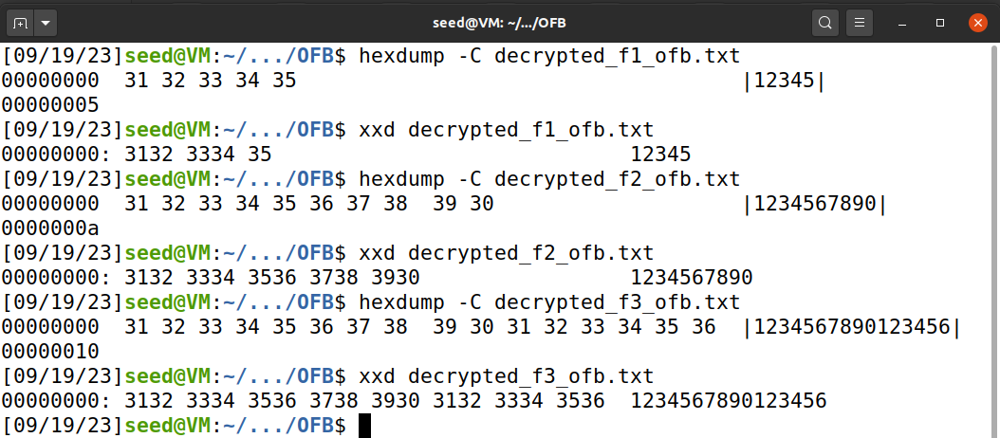 seed@VM: ~/.../OFB
[09/19/23]seed@VM:~/.../OFB$ hexdump -C decrypted_f1_ofb.txt
00000000  31 32 33 34 35                                    |12345|
00000005
[09/19/23]seed@VM:~/.../OFB$ xxd decrypted_f1_ofb.txt
00000000: 3132 3334 35                             12345
[09/19/23]seed@VM:~/.../OFB$ hexdump -C decrypted_f2_ofb.txt
00000000  31 32 33 34 35 36 37 38  39 30                    |1234567890|
0000000a
[09/19/23]seed@VM:~/.../OFB$ xxd decrypted_f2_ofb.txt
00000000: 3132 3334 3536 3738 3930                 1234567890
[09/19/23]seed@VM:~/.../OFB$ hexdump -C decrypted_f3_ofb.txt
00000000  31 32 33 34 35 36 37 38  39 30 31 32 33 34 35 36  |1234567890123456|
00000010
[09/19/23]seed@VM:~/.../OFB$ xxd decrypted_f3_ofb.txt
00000000: 3132 3334 3536 3738 3930 3132 3334 3536  1234567890123456
[09/19/23]seed@VM:~/.../OFB$